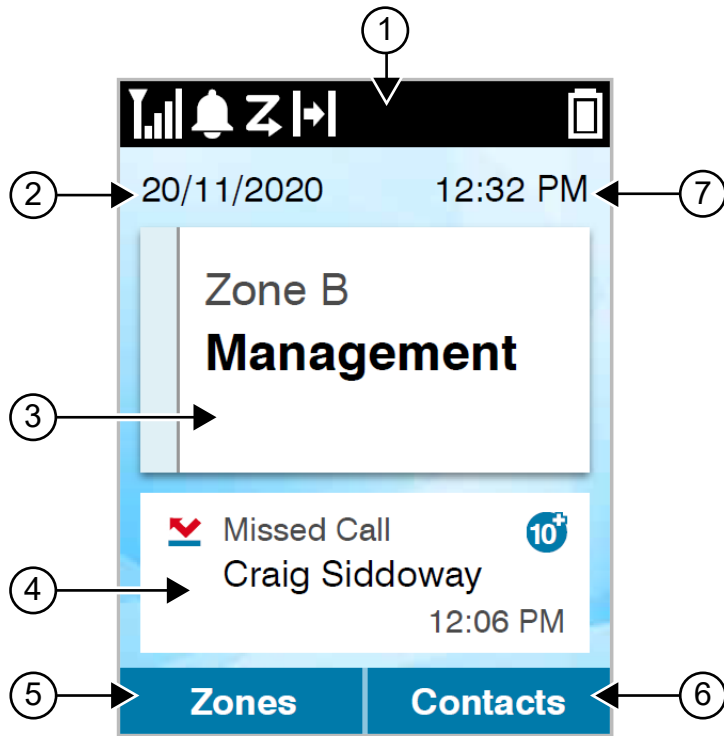 1
2
20/11/2020 12:32 PM
7
Zone B
Management
3
Missed Call 10+
Craig Siddoway
4
12:06 PM
5
Zones Contacts
6